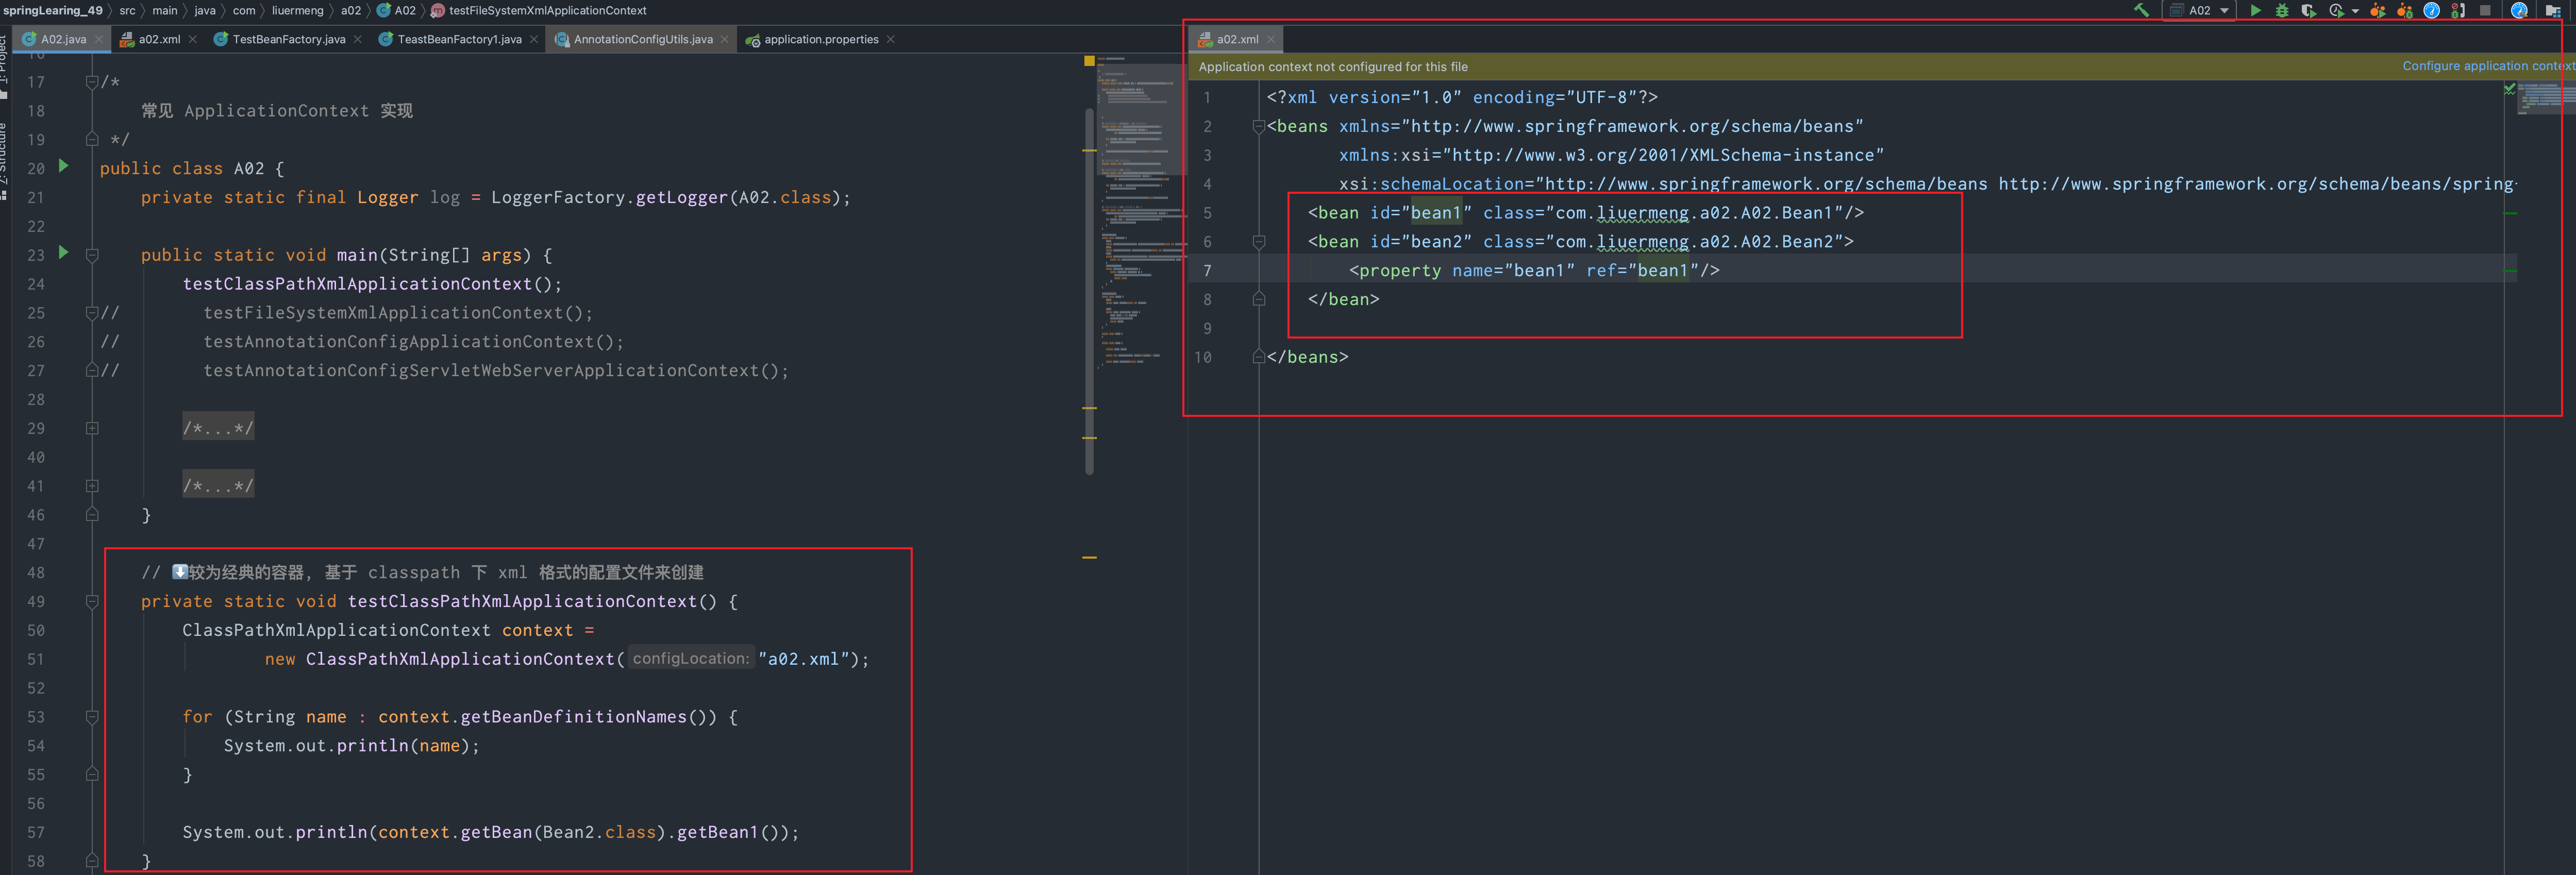 springLearing_49 〉 src 〉 main 〉 java 〉 com 〉 liuermeng 〉 a02 〉 A02 〉 testFileSystemXmlApplicationContext
A02
A02.java
a02.xml
TestBeanFactory.java
TeastBeanFactory1.java
AnnotationConfigUtils.java
application.properties
16
17 /*
18 常见 ApplicationContext 实现
19 */
20 public class A02 {
21 private static final Logger log = LoggerFactory.getLogger(A02.class);
22
23 public static void main(String[] args) {
24 testClassPathXmlApplicationContext();
25 // testFileSystemXmlApplicationContext();
26 // testAnnotationConfigApplicationContext();
27 // testAnnotationConfigServletWebServerApplicationContext();
28
29 /*...*/
40
41 /*...*/
46 }
47
48 // ⬇️较为经典的容器, 基于 classpath 下 xml 格式的配置文件来创建
49 private static void testClassPathXmlApplicationContext() {
50 ClassPathXmlApplicationContext context =
51 new ClassPathXmlApplicationContext( configLocation: "a02.xml");
52
53 for (String name : context.getBeanDefinitionNames()) {
54 System.out.println(name);
55 }
56
57 System.out.println(context.getBean(Bean2.class).getBean1());
58 }
a02.xml
Application context not configured for this file
Configure application context
1 <?xml version="1.0" encoding="UTF-8"?>
2 <beans xmlns="http://www.springframework.org/schema/beans"
3 xmlns:xsi="http://www.w3.org/2001/XMLSchema-instance"
4 xsi:schemaLocation="http://www.springframework.org/schema/beans http://www.springframework.org/schema/beans/spring-
5 <bean id="bean1" class="com.liuermeng.a02.A02.Bean1"/>
6 <bean id="bean2" class="com.liuermeng.a02.A02.Bean2">
7 <property name="bean1" ref="bean1"/>
8 </bean>
9
10 </beans>